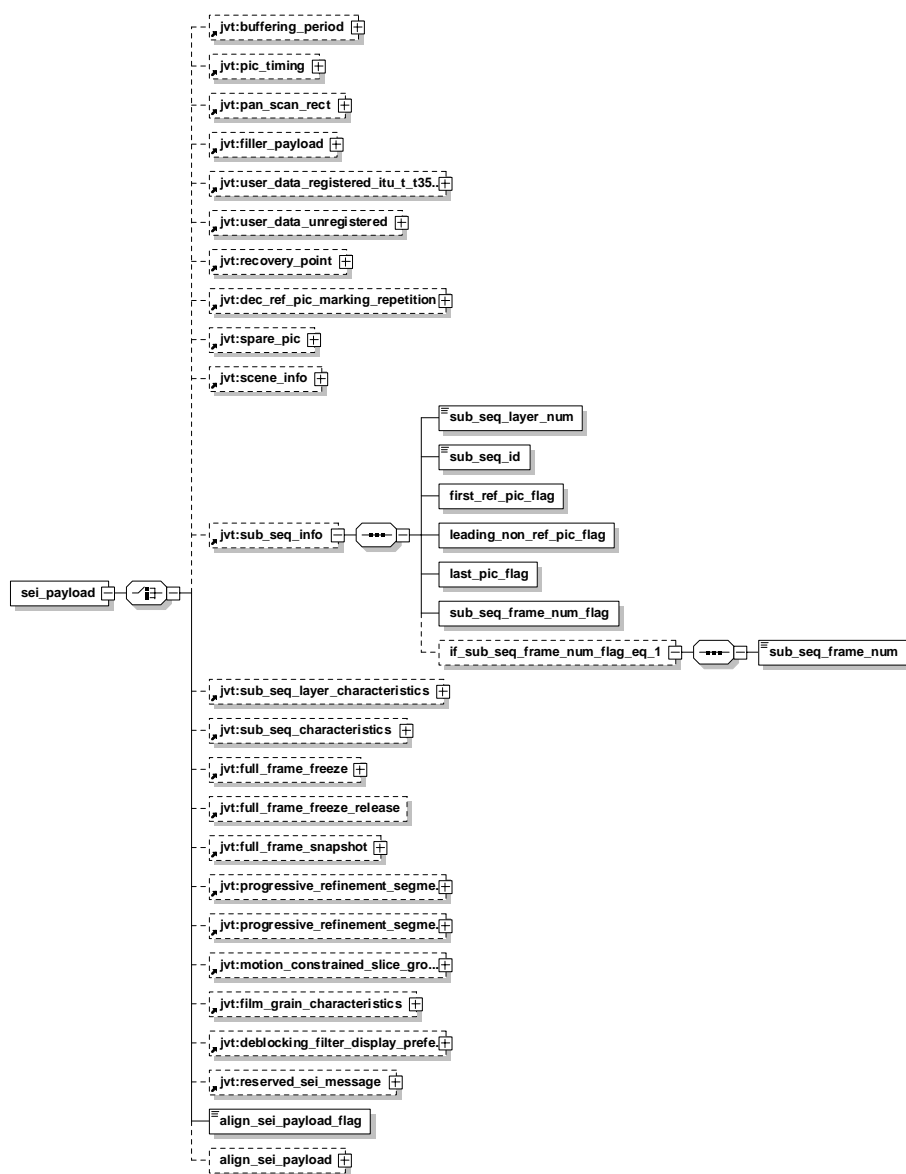 jvt:buffering_period
jvt:pic_timing
jvt:pan_scan_rect
jvt:filler_payload
jvt:user_data_registered_itu_t_t35..
jvt:user_data_unregistered
jvt:recovery_point
jvt:dec_ref_pic_marking_repetition
jvt:spare_pic
jvt:scene_info
sub_seq_layer_num
sub_seq_id
first_ref_pic_flag
jvt:sub_seq_info
leading_non_ref_pic_flag
last_pic_flag
sei_payload
sub_seq_frame_num_flag
if_sub_seq_frame_num_flag_eq_1
sub_seq_frame_num
jvt:sub_seq_layer_characteristics
jvt:sub_seq_characteristics
jvt:full_frame_freeze
jvt:full_frame_freeze_release
jvt:full_frame_snapshot
jvt:progressive_refinement_segme..
jvt:progressive_refinement_segme..
jvt:motion_constrained_slice_gro...
jvt:film_grain_characteristics
jvt:deblocking_filter_display_prefe..
jvt:reserved_sei_message
align_sei_payload_flag
align_sei_payload